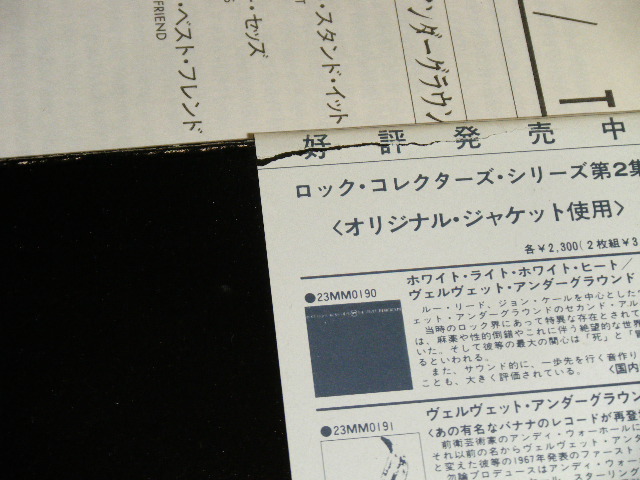 ・ベスト・フレンド
FRIEND
・セッズ
・スタンド・イット
ンダーグラウン
/ T
好評発売中
ロック・コレクターズ・シリーズ第2集
〈オリジナル・ジャケット使用〉
各￥2,300(2枚組￥3
●23MM0190
ホワイト・ライト・ホワイト・ヒート／
ヴェルヴェット・アンダーグラウンド
ルー・リード、ジョン・ケールを中心とした
ェット・アンダーグラウンドのセカンド・アル
当時のロック界にあって特異な存在とされて
は、麻薬や性的倒錯やこれに伴う絶望的な世界
いた。そして彼等の最大の関心は「死」と「
るといわれる。
また、サウンド的に、一歩先を行く音作り
ことも、大きく評価されている。 〈国内
●23MM0191
ヴェルヴェット・アンダーグラウン
〈あの有名なバナナのレコードが再登
前衛芸術家のアンディ・ウォーホールに
それ以前の名からヴェルヴェット・アン
と変えた彼等の1967年発表のファースト
勿論プロデュースはアンディ・ウォー